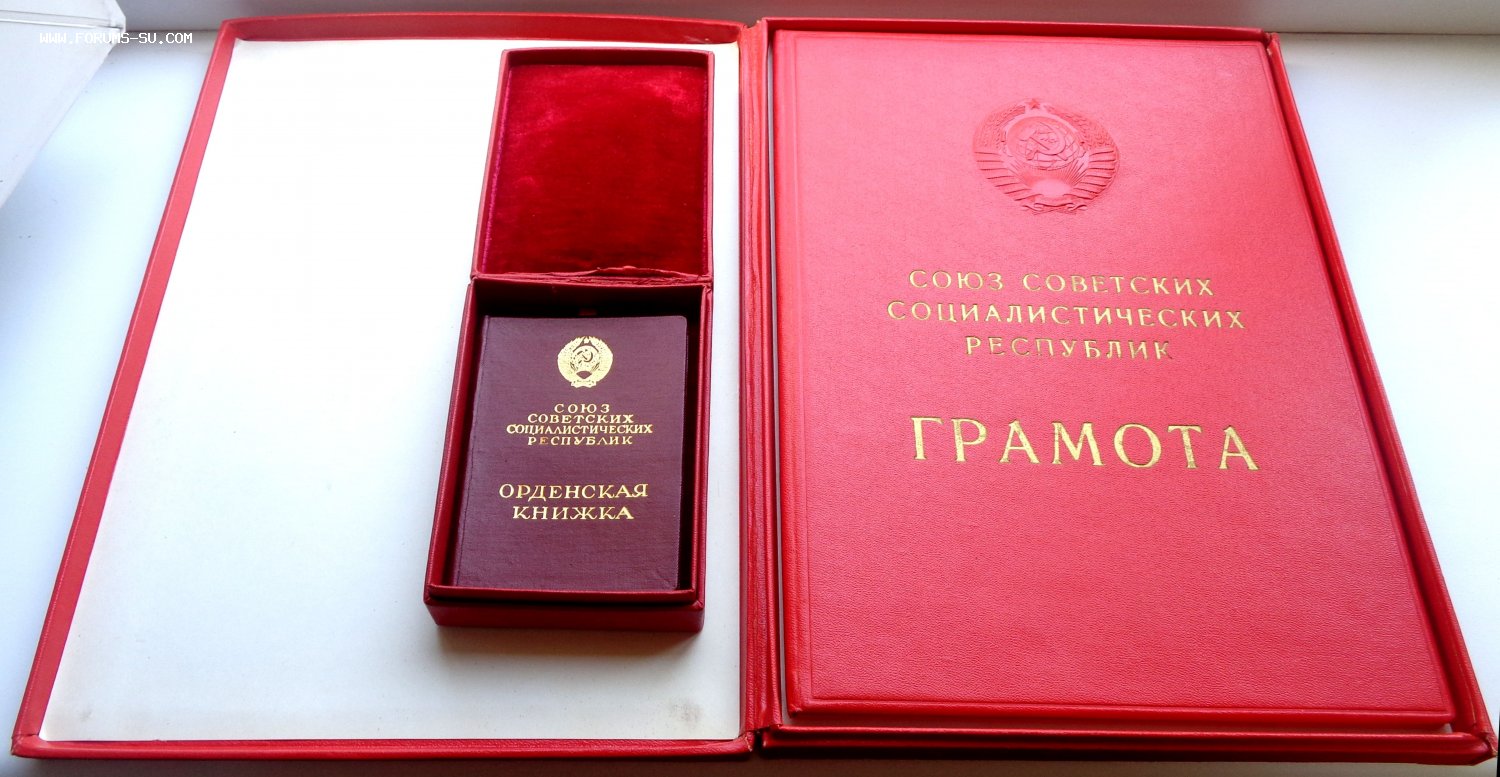 WWW.FORUMS-SU.COM
СОЮЗ
СОВЕТСКИХ
СОЦИАЛИСТИЧЕСКИХ
РЕСПУБЛИК
ОРДЕНСКАЯ
КНИЖКА
СОЮЗ СОВЕТСКИХ
СОЦИАЛИСТИЧЕСКИХ
РЕСПУБЛИК
ГРАМОТА